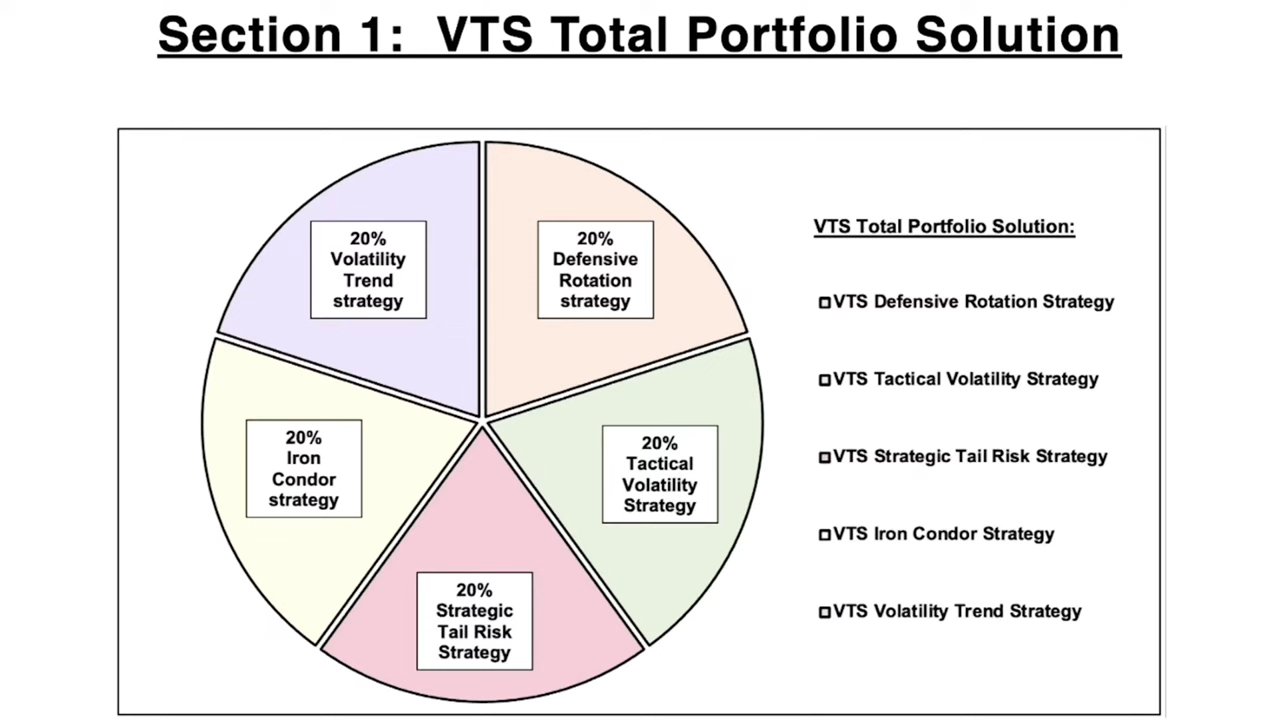 Section 1: VTS Total Portfolio Solution
20%
Volatility
Trend
strategy
20%
Defensive
Rotation
strategy
20%
Iron
Condor
strategy
20%
Tactical
Volatility
Strategy
20%
Strategic
Tail Risk
Strategy
VTS Total Portfolio Solution:
VTS Defensive Rotation Strategy
VTS Tactical Volatility Strategy
VTS Strategic Tail Risk Strategy
VTS Iron Condor Strategy
VTS Volatility Trend Strategy